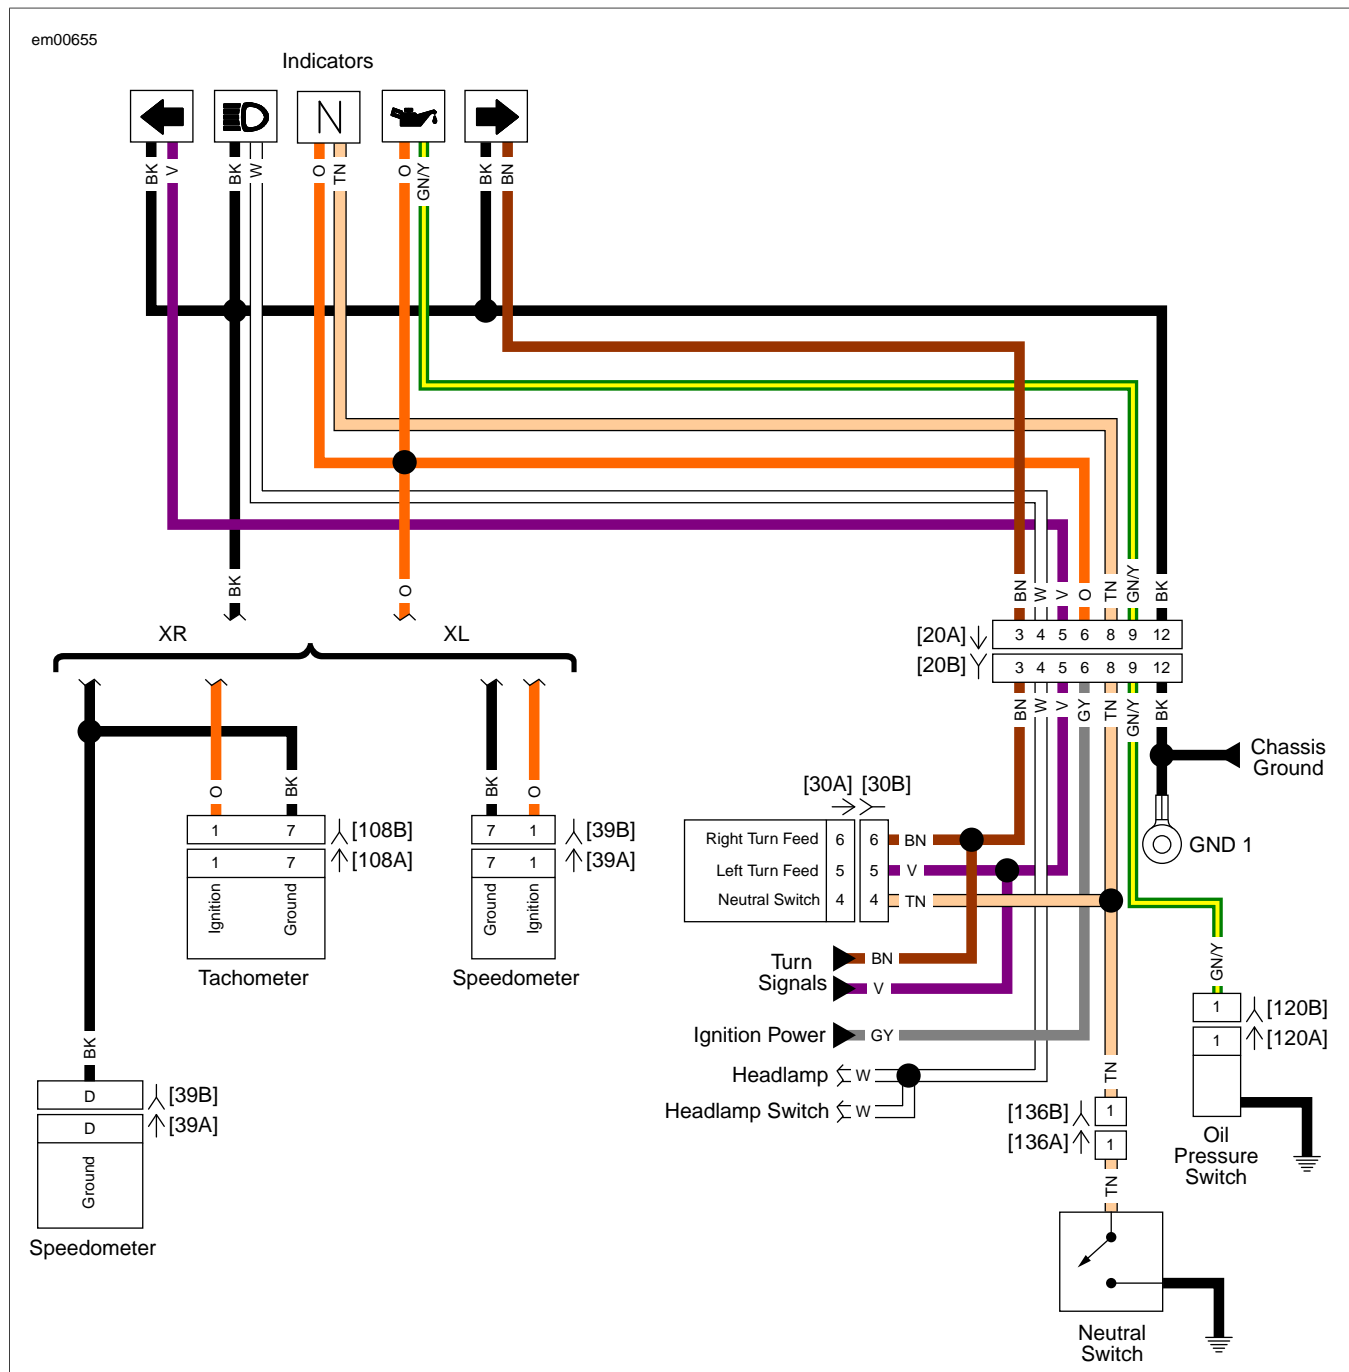 em00655
Indicators
N
BK V BK W O TN O GN/Y BK BN
BK O
BN W V O TN GN/Y BK
XR XL
[20A] 3 4 5 6 8 9 12
[20B] 3 4 5 6 8 9 12
BN W V GY TN GN/Y BK
Chassis
Ground
GND 1
O BK BK O
1 7 [108B]
1 7 [108A]
Ignition Ground
Tachometer
7 1 [39B]
7 1 [39A]
Ground Ignition
Speedometer
[30A] [30B]
Right Turn Feed 6 6 BN
Left Turn Feed 5 5 V
Neutral Switch 4 4 TN
Turn
Signals
BN
V
Ignition Power GY
Headlamp W
Headlamp Switch W
GN/Y
1 [120B]
1 [120A]
Oil
Pressure
Switch
BK
D [39B]
D [39A]
Ground
Speedometer
TN
[136B] 1
[136A] 1
TN
Neutral
Switch